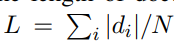 L = ∑i |di|/N